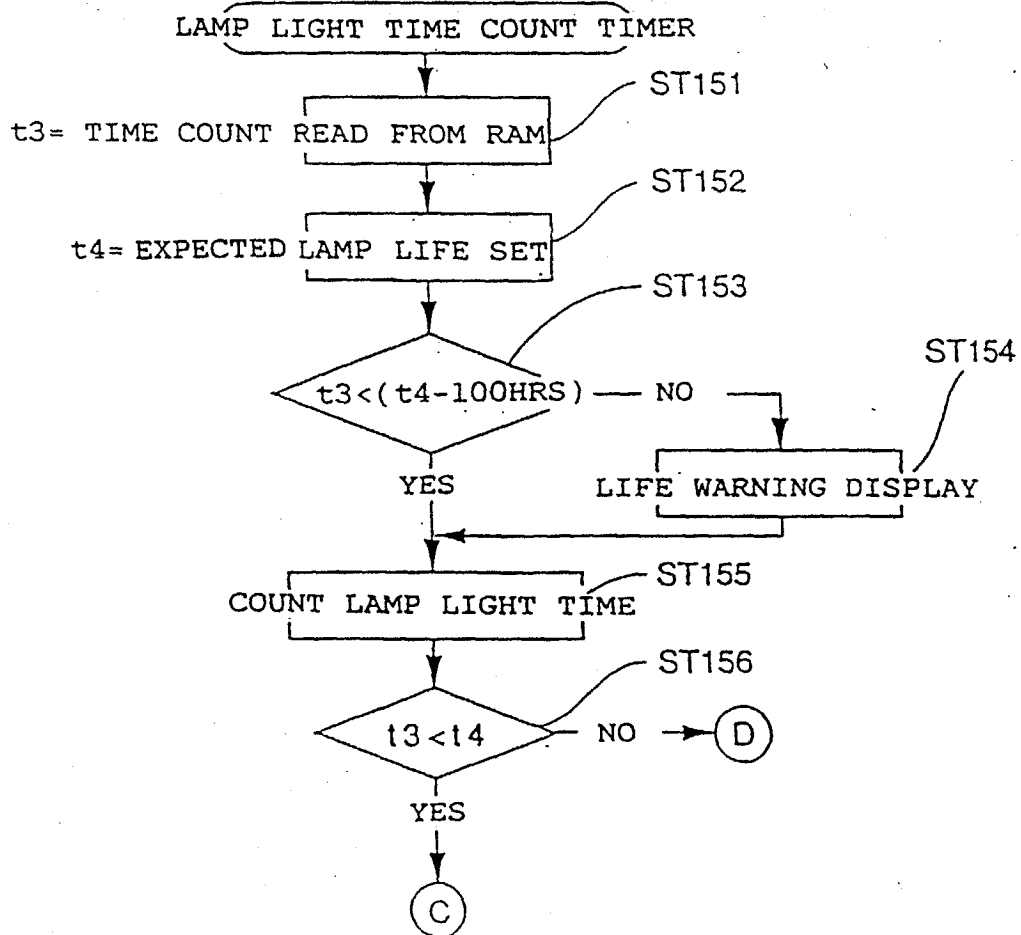 LAMP LIGHT TIME COUNT TIMER
ST151
t3= TIME COUNT READ FROM RAM
ST152
t4= EXPECTED LAMP LIFE SET
ST153
ST154
t3<(t4-100HRS) NO
YES
LIFE WARNING DISPLAY
ST155
COUNT LAMP LIGHT TIME
ST156
t3<t4 NO D
YES
C